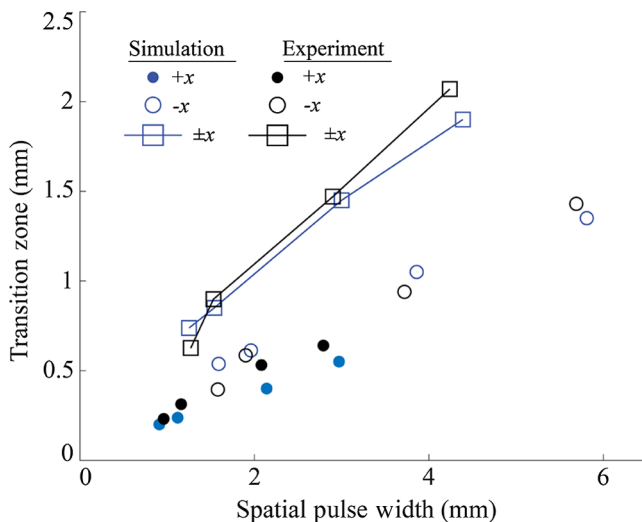 2.5
Simulation Experiment
+x +x
-x -x
±x ±x
2
1.5
1
0.5
0
Transition zone (mm)
0 2 4 6
Spatial pulse width (mm)